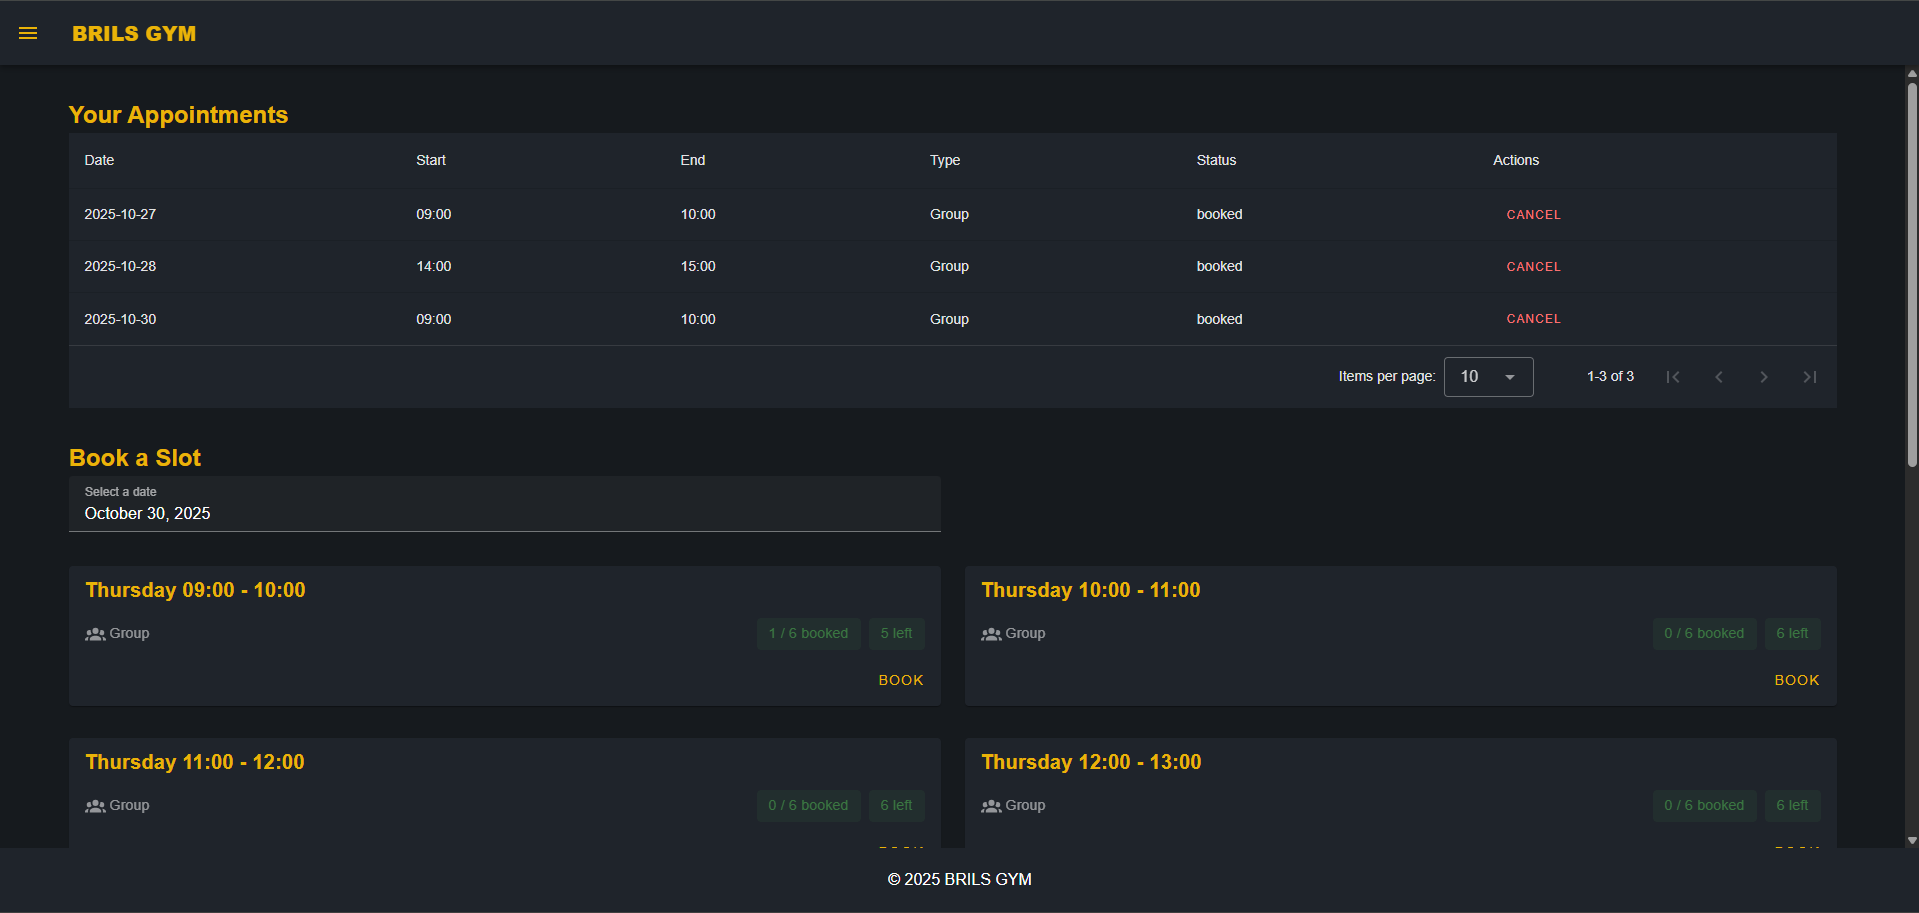 BRILS GYM
Your Appointments
Date Start End Type Status Actions
2025-10-27 09:00 10:00 Group booked CANCEL
2025-10-28 14:00 15:00 Group booked CANCEL
2025-10-30 09:00 10:00 Group booked CANCEL
Items per page: 10 1-3 of 3
Book a Slot
Select a date
October 30, 2025
Thursday 09:00 - 10:00
Group 1 / 6 booked 5 left
BOOK
Thursday 10:00 - 11:00
Group 0 / 6 booked 6 left
BOOK
Thursday 11:00 - 12:00
Group 0 / 6 booked 6 left
Thursday 12:00 - 13:00
Group 0 / 6 booked 6 left
© 2025 BRILS GYM